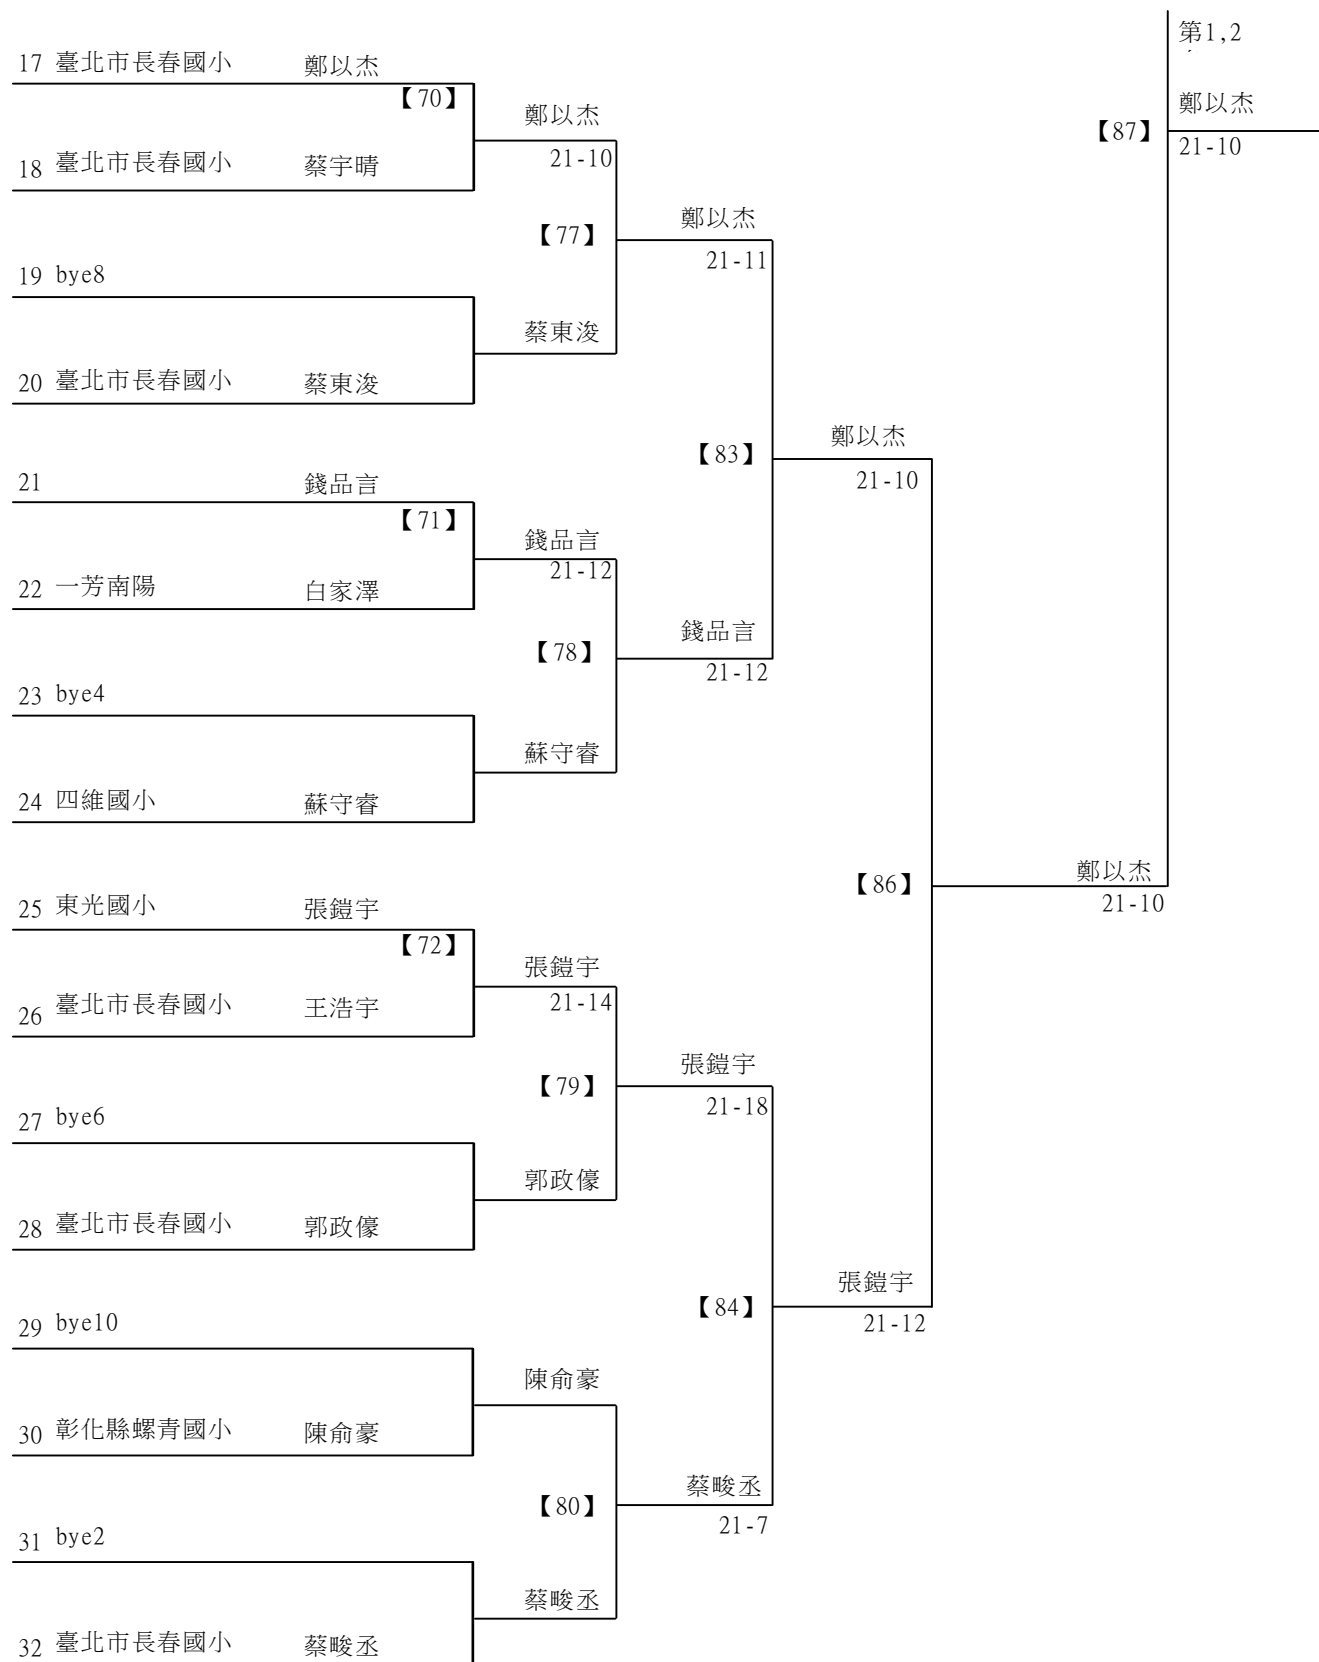 第1,2
17 臺北市長春國小 鄭以杰
【70】
鄭以杰
鄭以杰
【87】
21-10
21-10
18 臺北市長春國小 蔡宇晴
鄭以杰
【77】
21-11
19 bye8
蔡東浚
20 臺北市長春國小 蔡東浚
鄭以杰
【83】
21-10
21 錢品言
【71】
錢品言
21-12
22 一芳南陽 白家澤
錢品言
【78】
21-12
23 bye4
蘇守睿
24 四維國小 蘇守睿
鄭以杰
【86】
21-10
25 東光國小 張鎧宇
【72】
張鎧宇
21-14
26 臺北市長春國小 王浩宇
張鎧宇
【79】
21-18
27 bye6
郭政儫
28 臺北市長春國小 郭政儫
張鎧宇
【84】
21-12
29 bye10
陳俞豪
30 彰化縣螺青國小 陳俞豪
蔡畯丞
【80】
21-7
31 bye2
蔡畯丞
32 臺北市長春國小 蔡畯丞